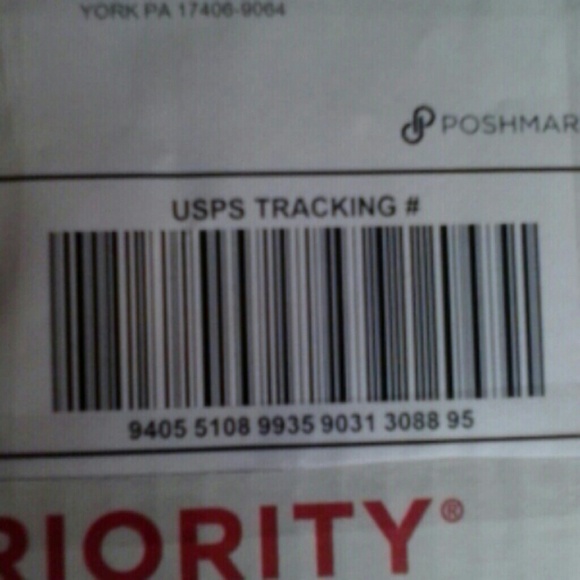 YORK PA 17406-9064
POSHMAR
USPS TRACKING #
9405 5108 9935 9031 3088 95
RIORITY®